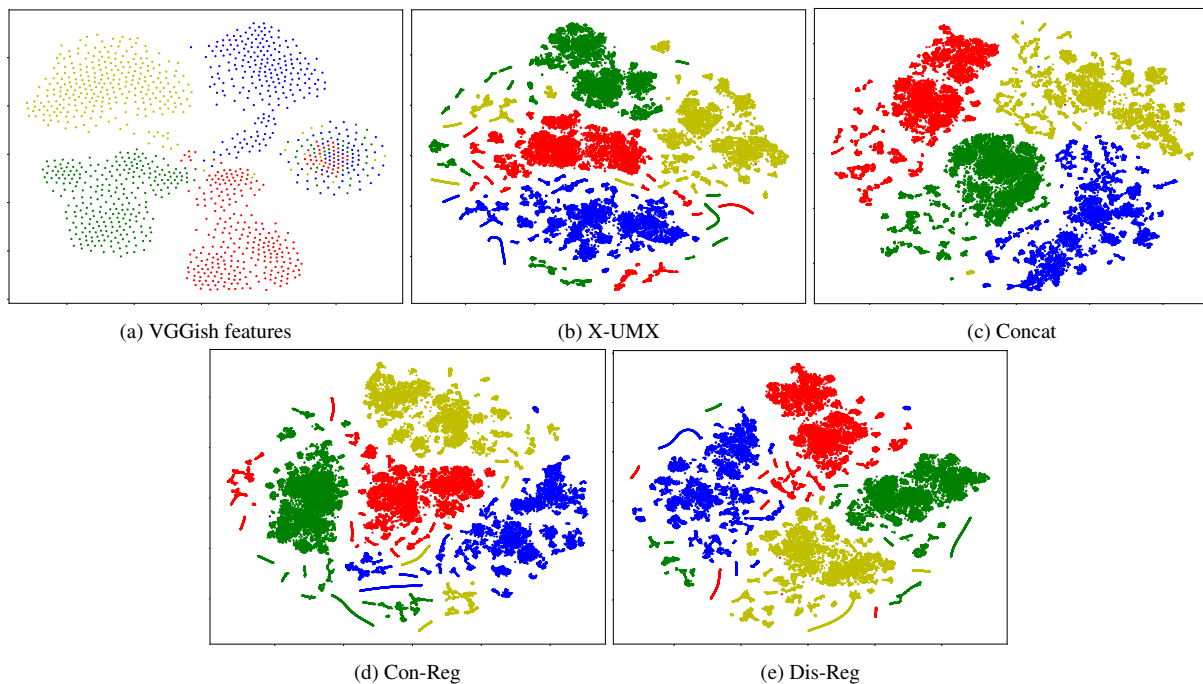 (a) VGGish features
(b) X-UMX
(c) Concat
(d) Con-Reg
(e) Dis-Reg